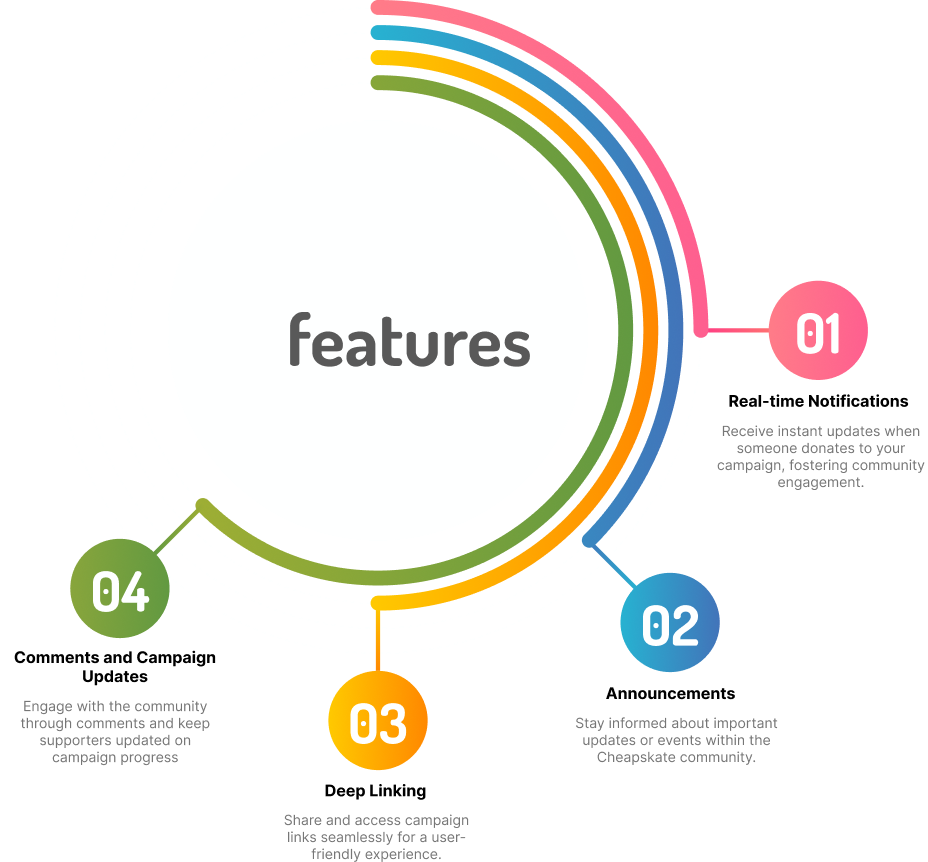 features
01
Real-time Notifications
Receive instant updates when
someone donates to your
campaign, fostering community
engagement.
02
Announcements
Stay informed about important
updates or events within the
Cheapskate community.
03
Deep Linking
Share and access campaign
links seamlessly for a user-
friendly experience.
04
Comments and Campaign
Updates
Engage with the community
through comments and keep
supporters updated on
campaign progress